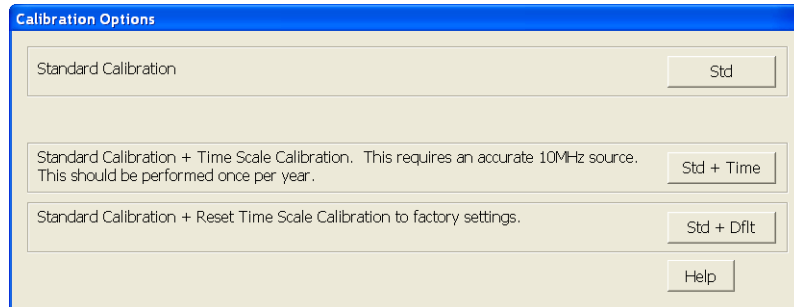 Calibration Options
Standard Calibration
Std
Standard Calibration + Time Scale Calibration.  This requires an accurate 10MHz source.
This should be performed once per year.
Std + Time
Standard Calibration + Reset Time Scale Calibration to factory settings.
Std + Dflt
Help